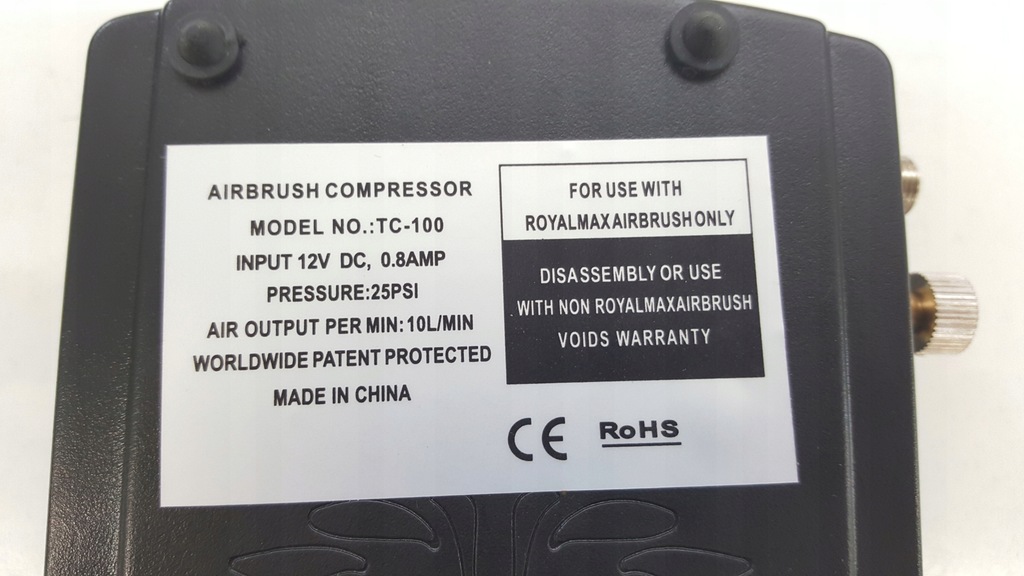 AIRBRUSH COMPRESSOR
MODEL NO.:TC-100
INPUT 12V DC, 0.8AMP
PRESSURE:25PSI
AIR OUTPUT PER MIN:10L/MIN
WORLDWIDE PATENT PROTECTED
MADE IN CHINA
FOR USE WITH
ROYALMAXAIRBRUSH ONLY
DISASSEMBLY OR USE
WITH NON ROYALMAXAIRBRUSH
VOIDS WARRANTY
CE RoHS